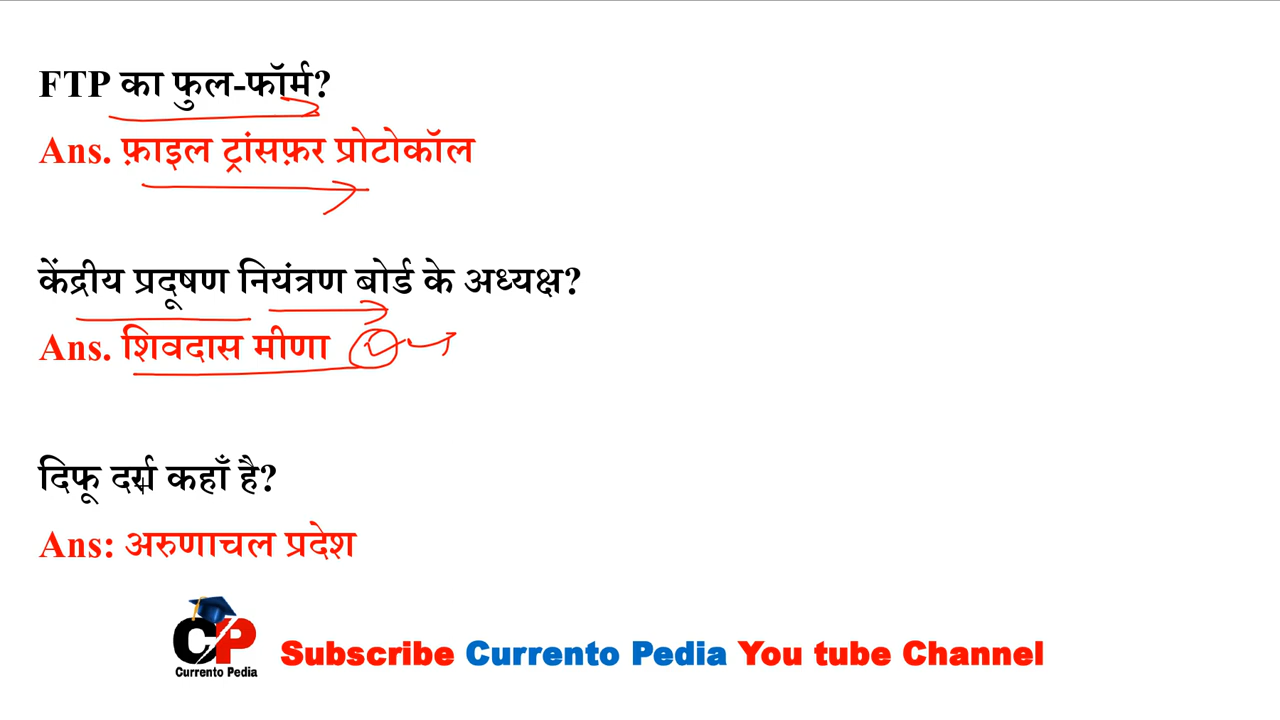 FTP का फुल-फॉर्म?
Ans. फ़ाइल ट्रांसफ़र प्रोटोकॉल
केंद्रीय प्रदूषण नियंत्रण बोर्ड के अध्यक्ष?
Ans. शिवदास मीणा
दिफू दर्रा कहाँ है?
Ans: अरुणाचल प्रदेश
CP
Currento Pedia
Subscribe Currento Pedia You tube Channel